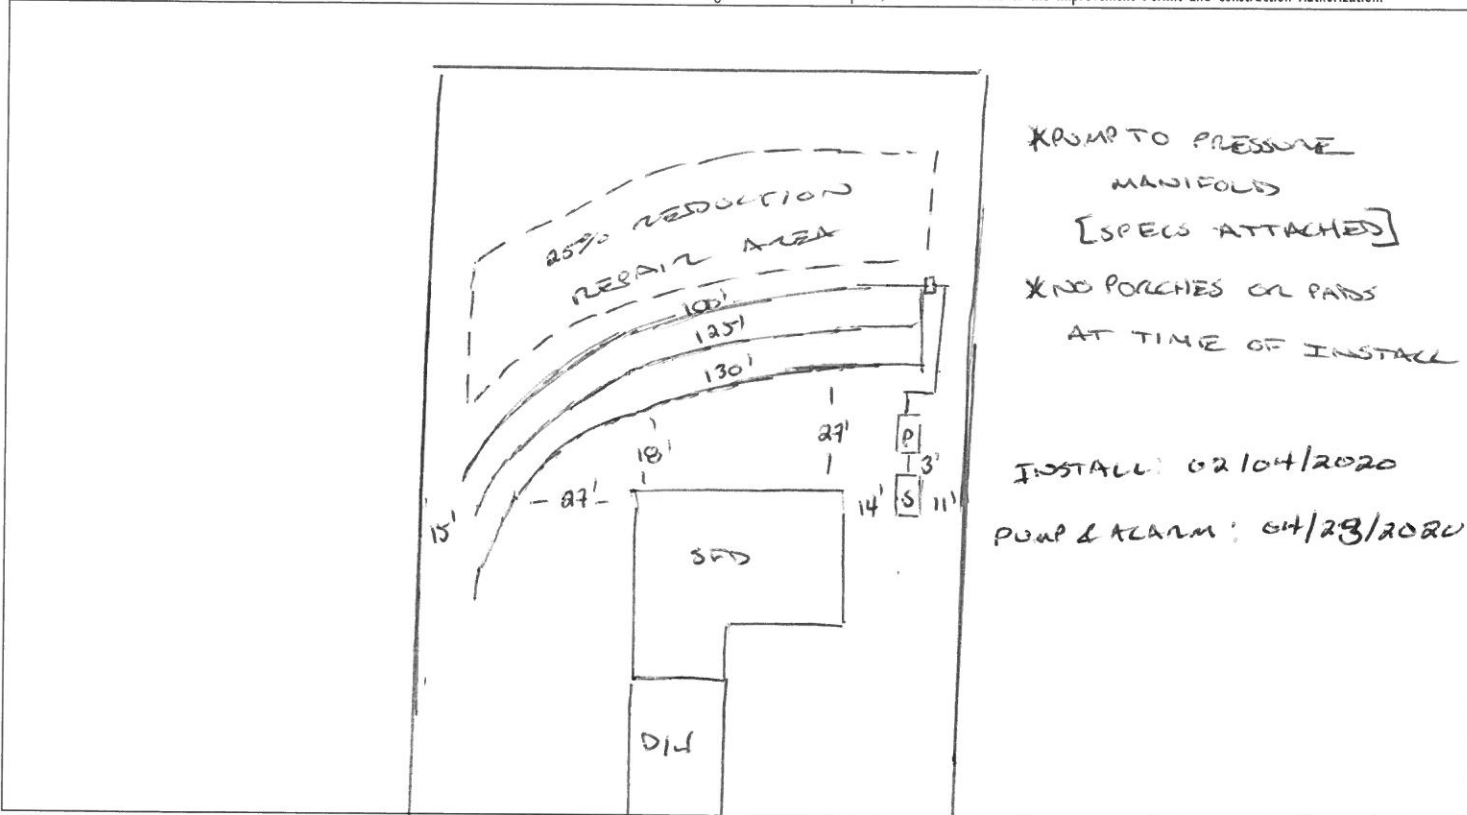 25% REDUCTION
REPAIR AREA
100'
125'
130'
18'
27'
27'
15'
P
3'
S
14'
11'
SFD
D/W
*PUMP TO PRESSURE
MANIFOLD
[SPECS ATTACHED]
*NO PORCHES OR PADS
AT TIME OF INSTALL
INSTALL: 02/04/2020
PUMP & ALARM: 04/23/2020